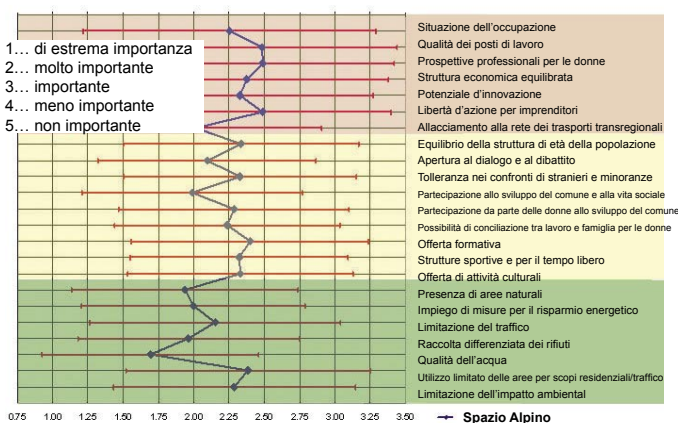 1… di estrema importanza
2… molto importante
3… importante
4… meno importante
5… non importante
Situazione dell'occupazione
Qualità dei posti di lavoro
Prospettive professionali per le donne
Struttura economica equilibrata
Potenziale d'innovazione
Libertà d'azione per imprenditori
Allacciamento alla rete dei trasporti transregionali
Equilibrio della struttura di età della popolazione
Apertura al dialogo e al dibattito
Tolleranza nei confronti di stranieri e minoranze
Partecipazione allo sviluppo del comune e alla vita sociale
Partecipazione da parte delle donne allo sviluppo del comune
Possibilità di conciliazione tra lavoro e famiglia per le donne
Offerta formativa
Strutture sportive e per il tempo libero
Offerta di attività culturali
Presenza di aree naturali
Impiego di misure per il risparmio energetico
Limitazione del traffico
Raccolta differenziata dei rifiuti
Qualità dell'acqua
Utilizzo limitato delle aree per scopi residenziali/traffico
Limitazione dell'impatto ambiental
0.75 1.00 1.25 1.50 1.75 2.00 2.25 2.50 2.75 3.00 3.25 3.50
Spazio Alpino